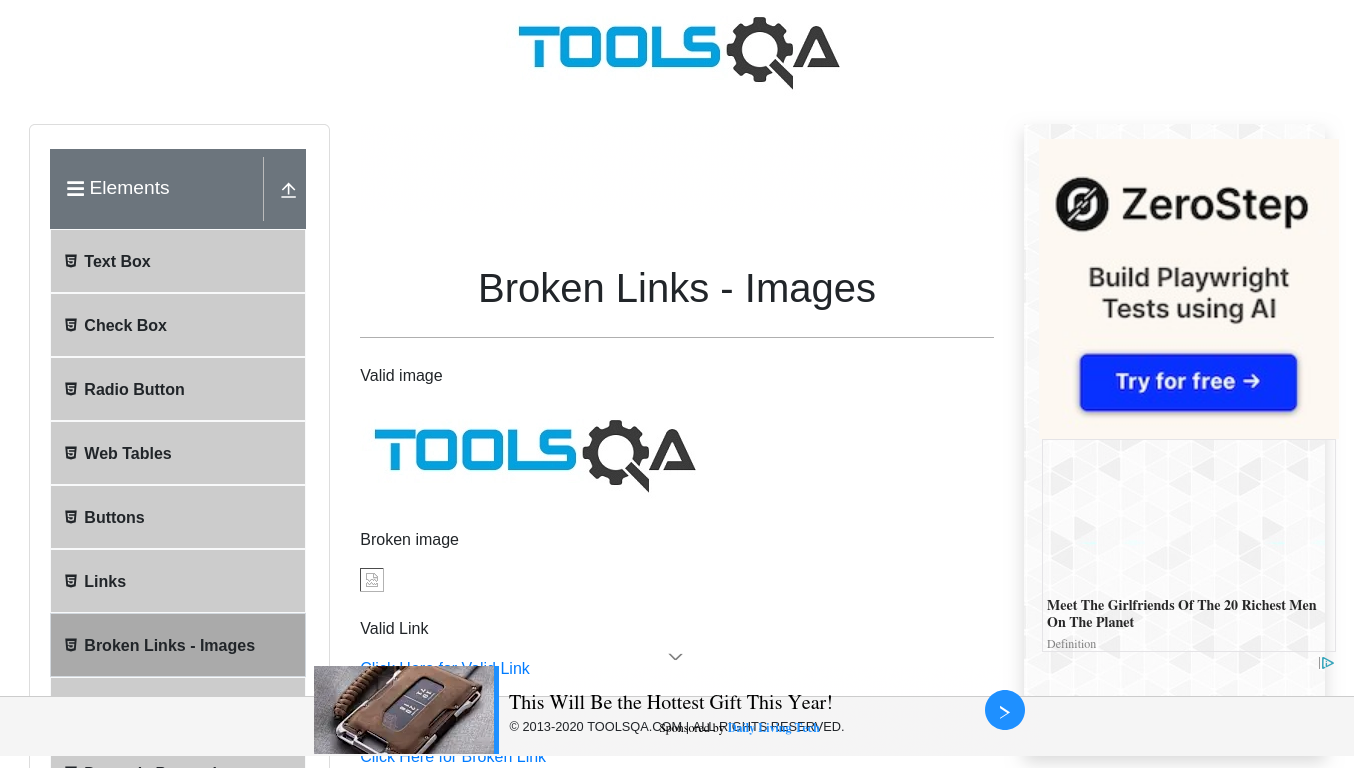 TOOLSQA
Elements
Text Box
Check Box
Radio Button
Web Tables
Buttons
Links
Broken Links - Images
Broken Links - Images
Valid image
TOOLSQA
Broken image
Valid Link
Click Here for Valid Link
Click Here for Broken Link
This Will Be the Hottest Gift This Year!
© 2013-2020 TOOLSQA.COM | ALL RIGHTS RESERVED.
Sponsored by Daily Living Tech
ZeroStep
Build Playwright
Tests using AI
Try for free →
Meet The Girlfriends Of The 20 Richest Men
On The Planet
Definition